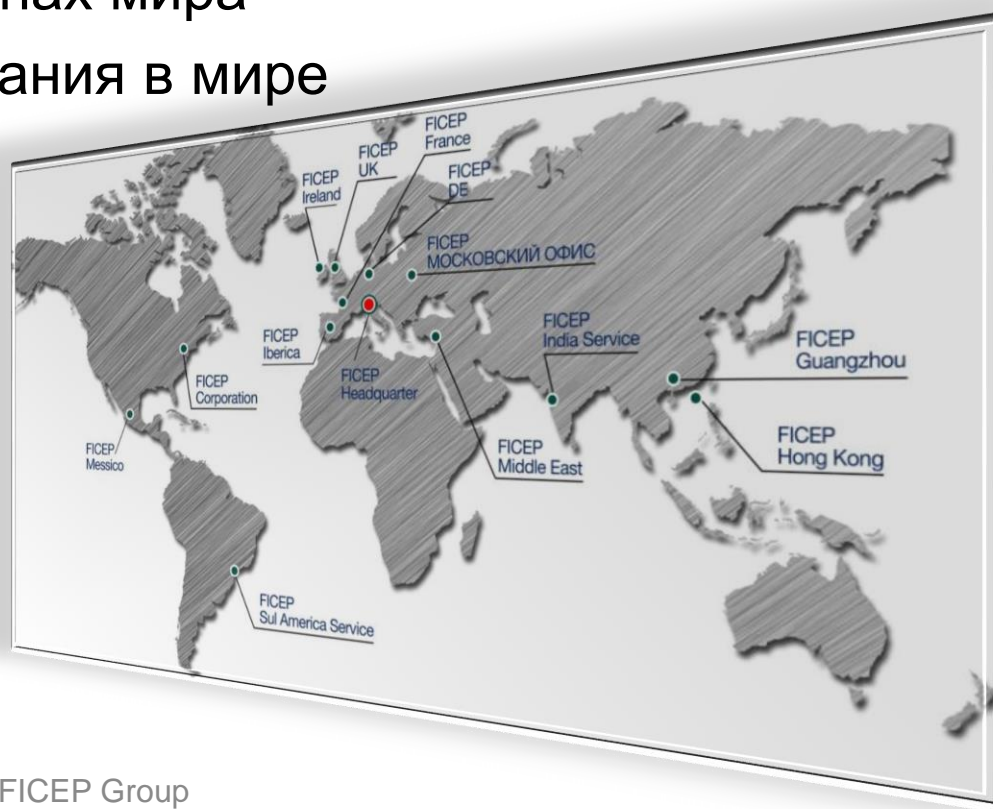 нах мира
ания в мире
FICEP
France
FICEP
UK
FICEP
Ireland
FICEP
DE
FICEP
МОСКОВСКИЙ ОФИС
FICEP
Iberica
FICEP
Headquarter
FICEP
India Service
FICEP
Guangzhou
FICEP
Corporation
FICEP
Messico
FICEP
Middle East
FICEP
Hong Kong
FICEP
Sul America Service
FICEP Group